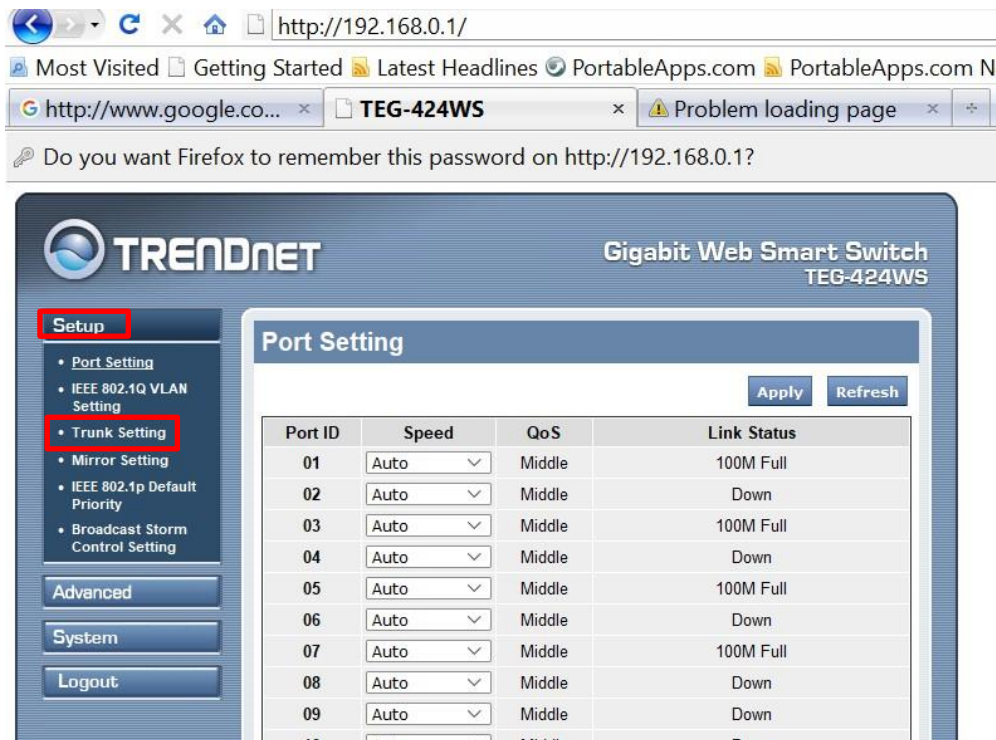 http://192.168.0.1/
Most Visited Getting Started Latest Headlines PortableApps.com PortableApps.com N
http://www.google.co... TEG-424WS Problem loading page
Do you want Firefox to remember this password on http://192.168.0.1?
TRENDNET
Gigabit Web Smart Switch
TEG-424WS
Setup
Port Setting
IEEE 802.1Q VLAN
Setting
Trunk Setting
Mirror Setting
IEEE 802.1p Default
Priority
Broadcast Storm
Control Setting
Advanced
System
Logout
Port Setting
Apply Refresh
Port ID Speed QoS Link Status
01 Auto Middle 100M Full
02 Auto Middle Down
03 Auto Middle 100M Full
04 Auto Middle Down
05 Auto Middle 100M Full
06 Auto Middle Down
07 Auto Middle 100M Full
08 Auto Middle Down
09 Auto Middle Down